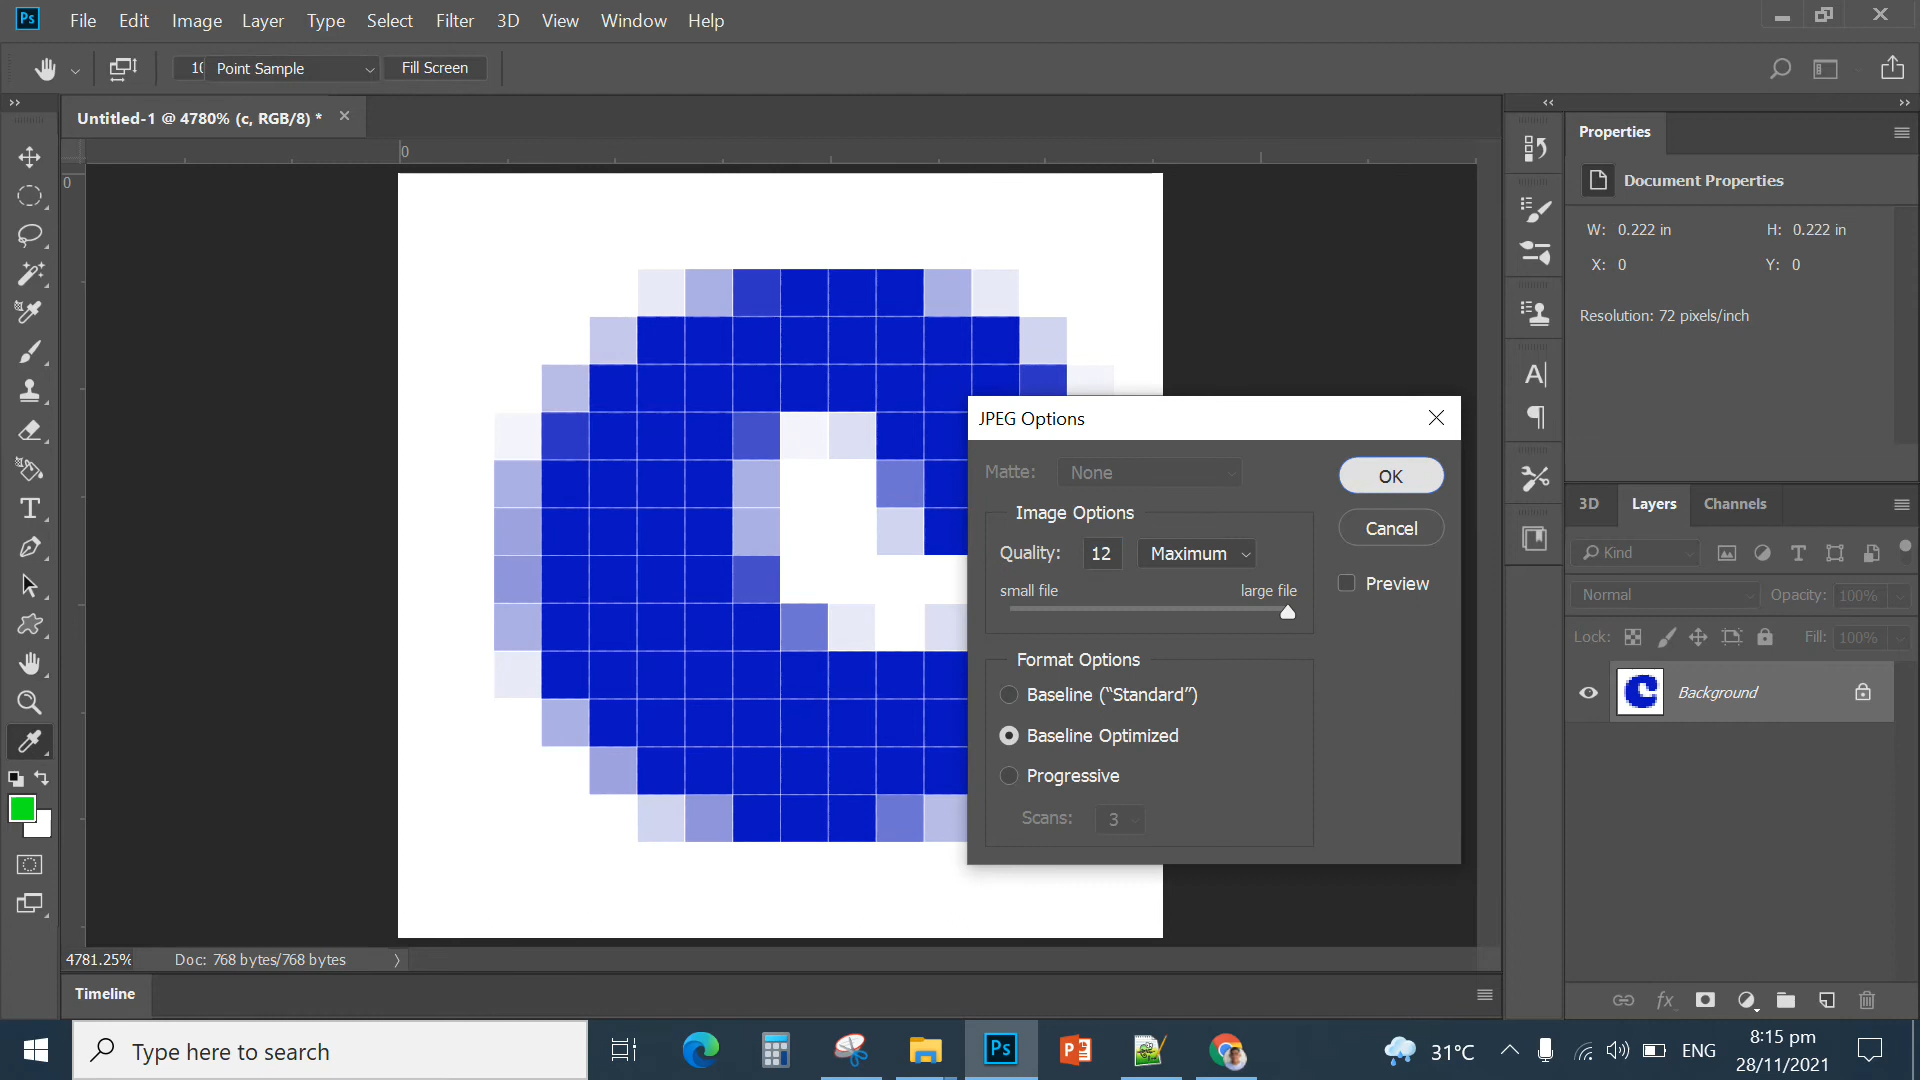 Ps File Edit Image Layer Type Select Filter 3D View Window Help
Point Sample Fill Screen
Untitled-1 @ 4780% (c, RGB/8) *
0
0
Properties
Document Properties
W: 0.222 in H: 0.222 in
X: 0 Y: 0
Resolution: 72 pixels/inch
JPEG Options
Matte: None
OK
Image Options
Cancel
Quality: 12 Maximum
Preview
small file large file
Format Options
Baseline (“Standard”)
Baseline Optimized
Progressive
Scans: 3
3D Layers Channels
Kind
Normal Opacity: 100%
Lock: Fill: 100%
Background
fx
4781.25% Doc: 768 bytes/768 bytes
Timeline
Type here to search
Ps
31°C
ENG
8:15 pm
28/11/2021